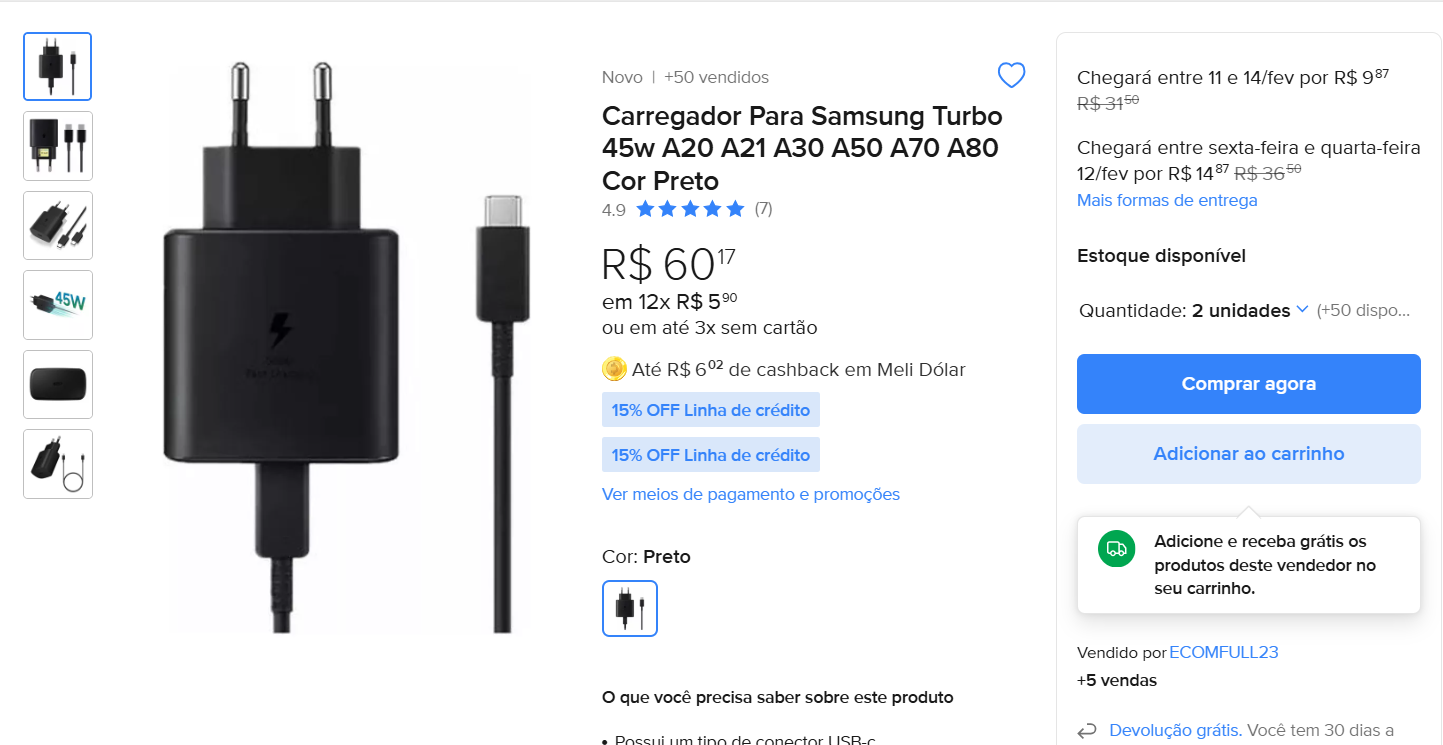 45W
Novo | +50 vendidos
Carregador Para Samsung Turbo
45w A20 A21 A30 A50 A70 A80
Cor Preto
4.9 (7)
R$ 60 17
em 12x R$ 5 90
ou em até 3x sem cartão
Até R$ 6 02 de cashback em Meli Dólar
15% OFF Linha de crédito
15% OFF Linha de crédito
Ver meios de pagamento e promoções
Cor: Preto
O que você precisa saber sobre este produto
• Possui um tipo de conector USB-c
Chegará entre 11 e 14/fev por R$ 9 87
R$ 31 50
Chegará entre sexta-feira e quarta-feira
12/fev por R$ 14 87 R$ 36 50
Mais formas de entrega
Estoque disponível
Quantidade: 2 unidades (+50 dispo...
Comprar agora
Adicionar ao carrinho
Adicione e receba grátis os
produtos deste vendedor no
seu carrinho.
Vendido por ECOMFULL23
+5 vendas
Devolução grátis. Você tem 30 dias a